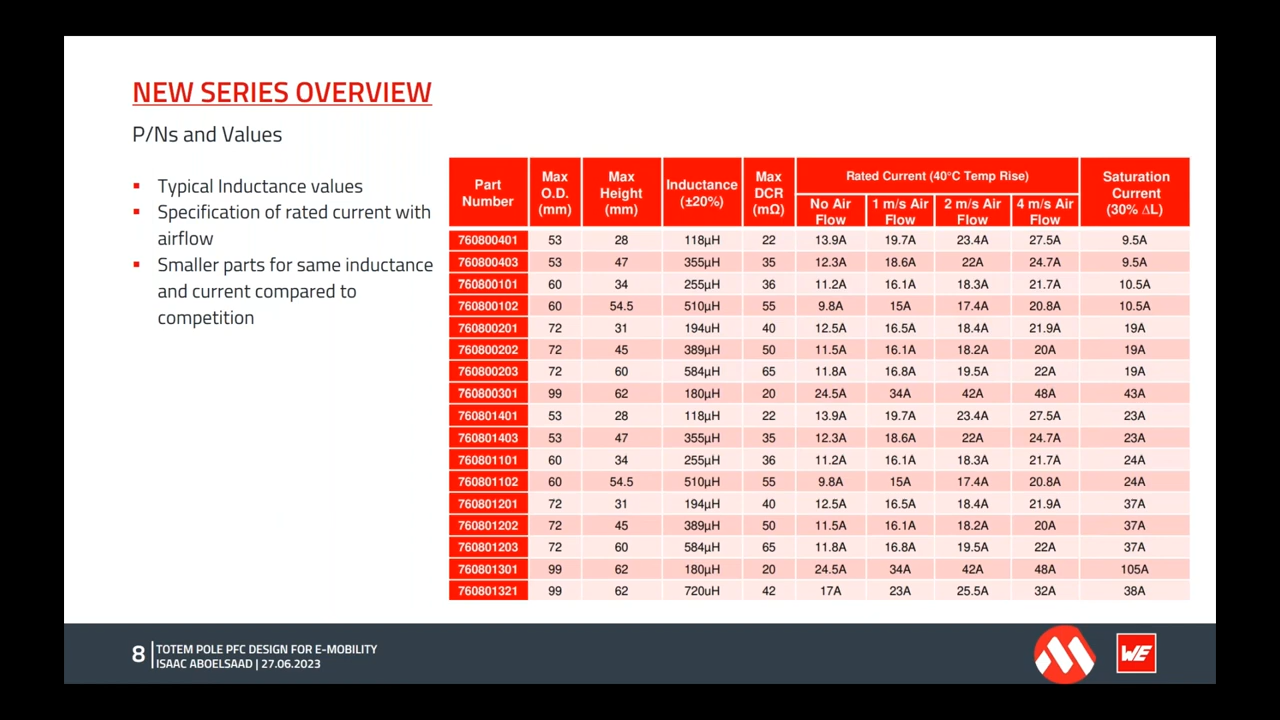 NEW SERIES OVERVIEW
P/Ns and Values
▪ Typical Inductance values
▪ Specification of rated current with
airflow
▪ Smaller parts for same inductance
and current compared to
competition
Part Number | Max O.D. (mm) | Max Height (mm) | Inductance (±20%) | Max DCR (mΩ) | Rated Current (40°C Temp Rise) | Saturation Current (30% ΔL)
No Air Flow | 1 m/s Air Flow | 2 m/s Air Flow | 4 m/s Air Flow
760800401 53 28 118µH 22 13.9A 19.7A 23.4A 27.5A 9.5A
760800403 53 47 355µH 35 12.3A 18.6A 22A 24.7A 9.5A
760800101 60 34 255µH 36 11.2A 16.1A 18.3A 21.7A 10.5A
760800102 60 54.5 510µH 55 9.8A 15A 17.4A 20.8A 10.5A
760800201 72 31 194uH 40 12.5A 16.5A 18.4A 21.9A 19A
760800202 72 45 389µH 50 11.5A 16.1A 18.2A 20A 19A
760800203 72 60 584µH 65 11.8A 16.8A 19.5A 22A 19A
760800301 99 62 180µH 20 24.5A 34A 42A 48A 43A
760801401 53 28 118µH 22 13.9A 19.7A 23.4A 27.5A 23A
760801403 53 47 355µH 35 12.3A 18.6A 22A 24.7A 23A
760801101 60 34 255µH 36 11.2A 16.1A 18.3A 21.7A 24A
760801102 60 54.5 510µH 55 9.8A 15A 17.4A 20.8A 24A
760801201 72 31 194µH 40 12.5A 16.5A 18.4A 21.9A 37A
760801202 72 45 389µH 50 11.5A 16.1A 18.2A 20A 37A
760801203 72 60 584µH 65 11.8A 16.8A 19.5A 22A 37A
760801301 99 62 180µH 20 24.5A 34A 42A 48A 105A
760801321 99 62 720uH 42 17A 23A 25.5A 32A 38A
8
TOTEM POLE PFC DESIGN FOR E-MOBILITY
ISAAC ABOELSAAD | 27.06.2023
WE